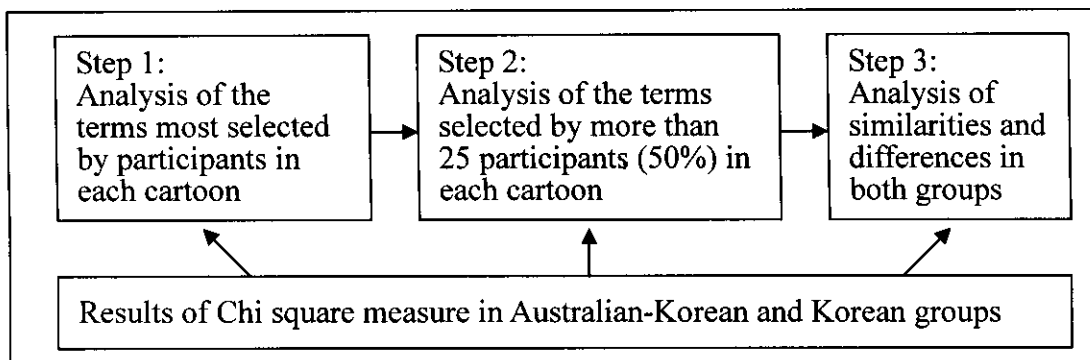 Step 1:
Analysis of the
terms most selected
by participants in
each cartoon
Step 2:
Analysis of the terms
selected by more than
25 participants (50%) in
each cartoon
Step 3:
Analysis of
similarities and
differences in
both groups
Results of Chi square measure in Australian-Korean and Korean groups